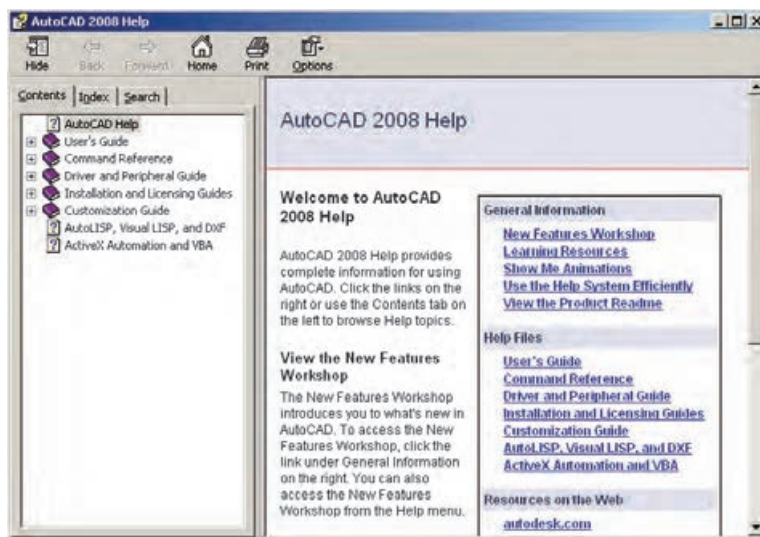 AutoCAD 2008 Help
Hide Back Forward Home Print Options
Contents Index Search
AutoCAD Help
User's Guide
Command Reference
Driver and Peripheral Guide
Installation and Licensing Guides
Customization Guide
AutoLISP, Visual LISP, and DXF
ActiveX Automation and VBA
AutoCAD 2008 Help
Welcome to AutoCAD
2008 Help
AutoCAD 2008 Help provides
complete information for using
AutoCAD. Click the links on the
right or use the Contents tab on
the left to browse Help topics.
View the New Features
Workshop
The New Features Workshop
introduces you to what's new in
AutoCAD. To access the New
Features Workshop, click the
link under General Information
on the right. You can also
access the New Features
Workshop from the Help menu.
General Information
New Features Workshop
Learning Resources
Show Me Animations
Use the Help System Efficiently
View the Product Readme
Help Files
User's Guide
Command Reference
Driver and Peripheral Guide
Installation and Licensing Guides
Customization Guide
AutoLISP, Visual LISP, and DXF
ActiveX Automation and VBA
Resources on the Web
autodesk.com